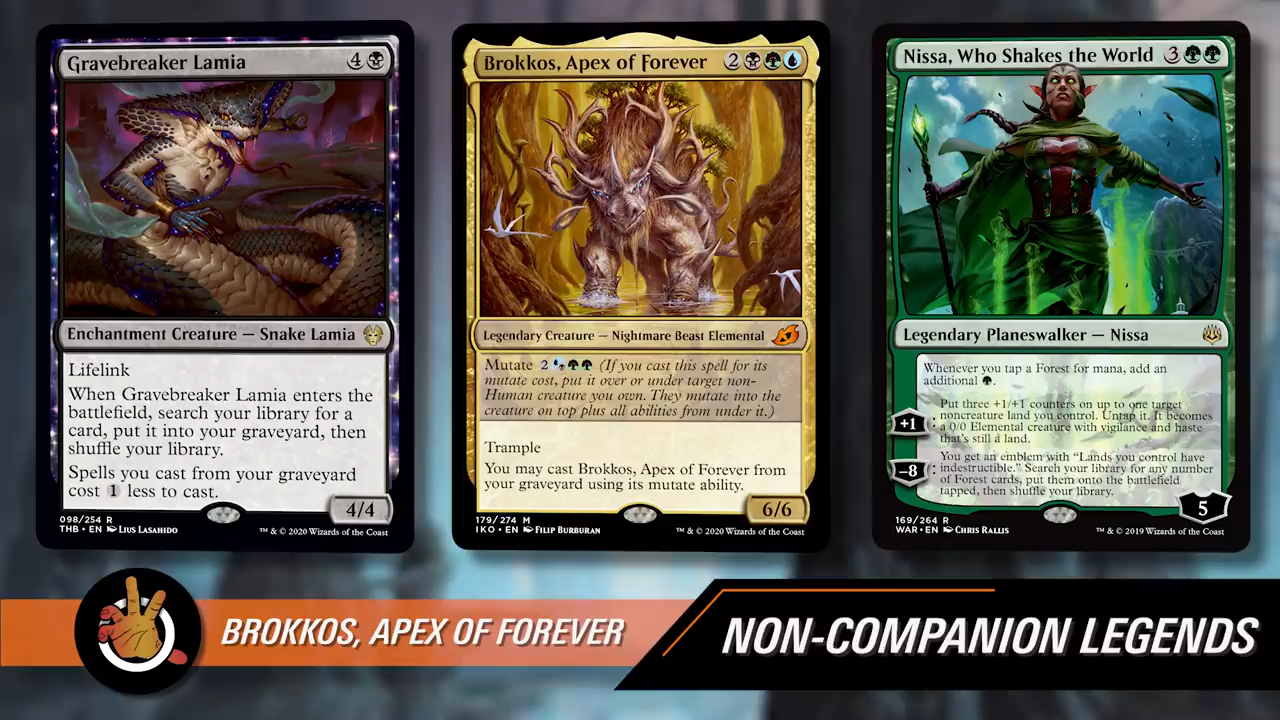 Gravebreaker Lamia 4
Enchantment Creature — Snake Lamia
Lifelink
When Gravebreaker Lamia enters the
battlefield, search your library for a
card, put it into your graveyard, then
shuffle your library.
Spells you cast from your graveyard
cost 1 less to cast.
4/4
098/254 R
THB • EN Lius Lasahido
™ & © 2020 Wizards of the Coast
Brokkos, Apex of Forever 2
Legendary Creature — Nightmare Beast Elemental
Mutate 2 (If you cast this spell for its
mutate cost, put it over or under target non-
Human creature you own. They mutate into the
creature on top plus all abilities from under it.)
Trample
You may cast Brokkos, Apex of Forever from
your graveyard using its mutate ability.
6/6
179/274 M
IKO • EN Filip Burburan
™ & © 2020 Wizards of the Coast
Nissa, Who Shakes the World 3
Legendary Planeswalker — Nissa
Whenever you tap a Forest for mana, add an
additional .
+1 : Put three +1/+1 counters on up to one target
noncreature land you control. Untap it. It becomes
a 0/0 Elemental creature with vigilance and haste
that's still a land.
−8 : You get an emblem with “Lands you control have
indestructible.” Search your library for any number
of Forest cards, put them onto the battlefield
tapped, then shuffle your library.
5
169/264 R
WAR • EN Chris Rallis
™ & © 2019 Wizards of the Coast
BROKKOS, APEX OF FOREVER
NON-COMPANION LEGENDS